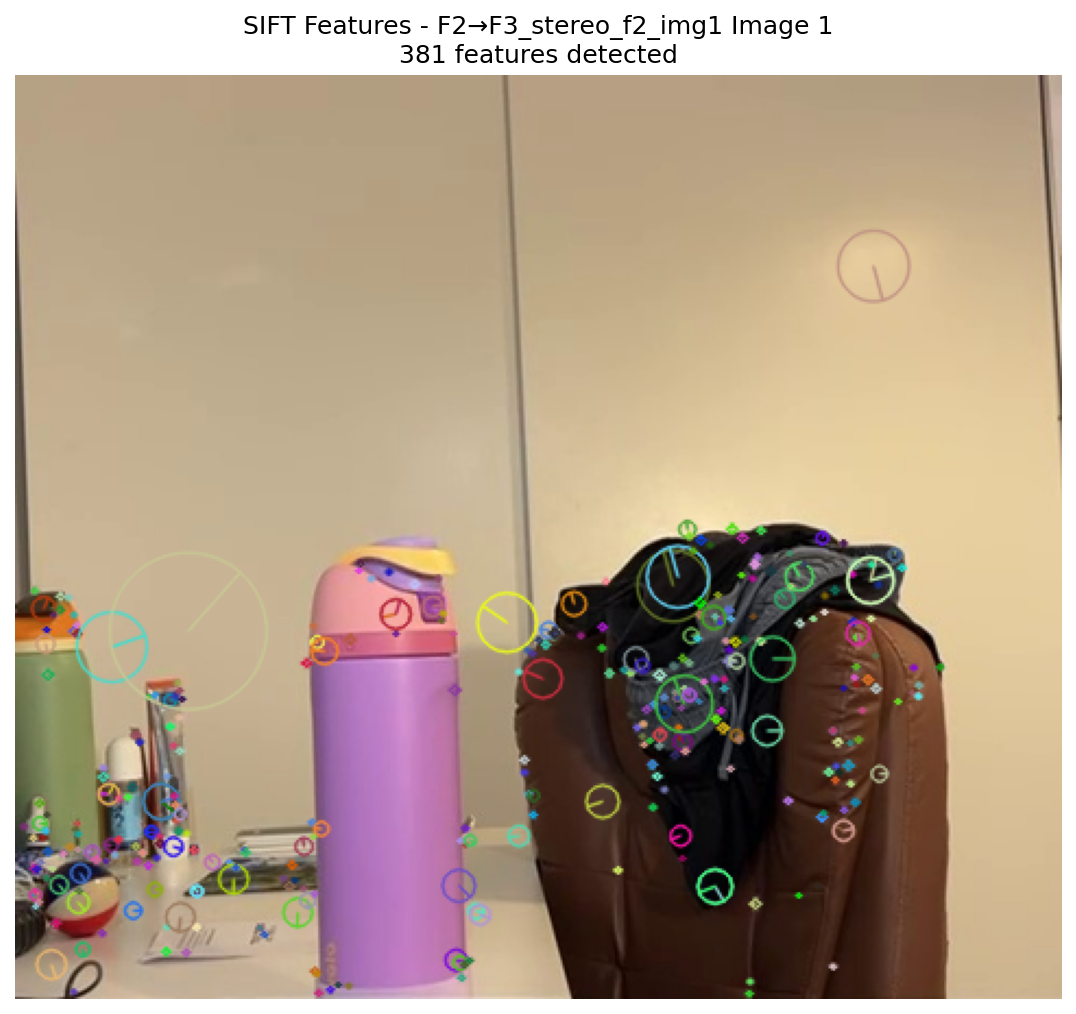 SIFT Features - F2→F3_stereo_f2_img1 Image 1
381 features detected